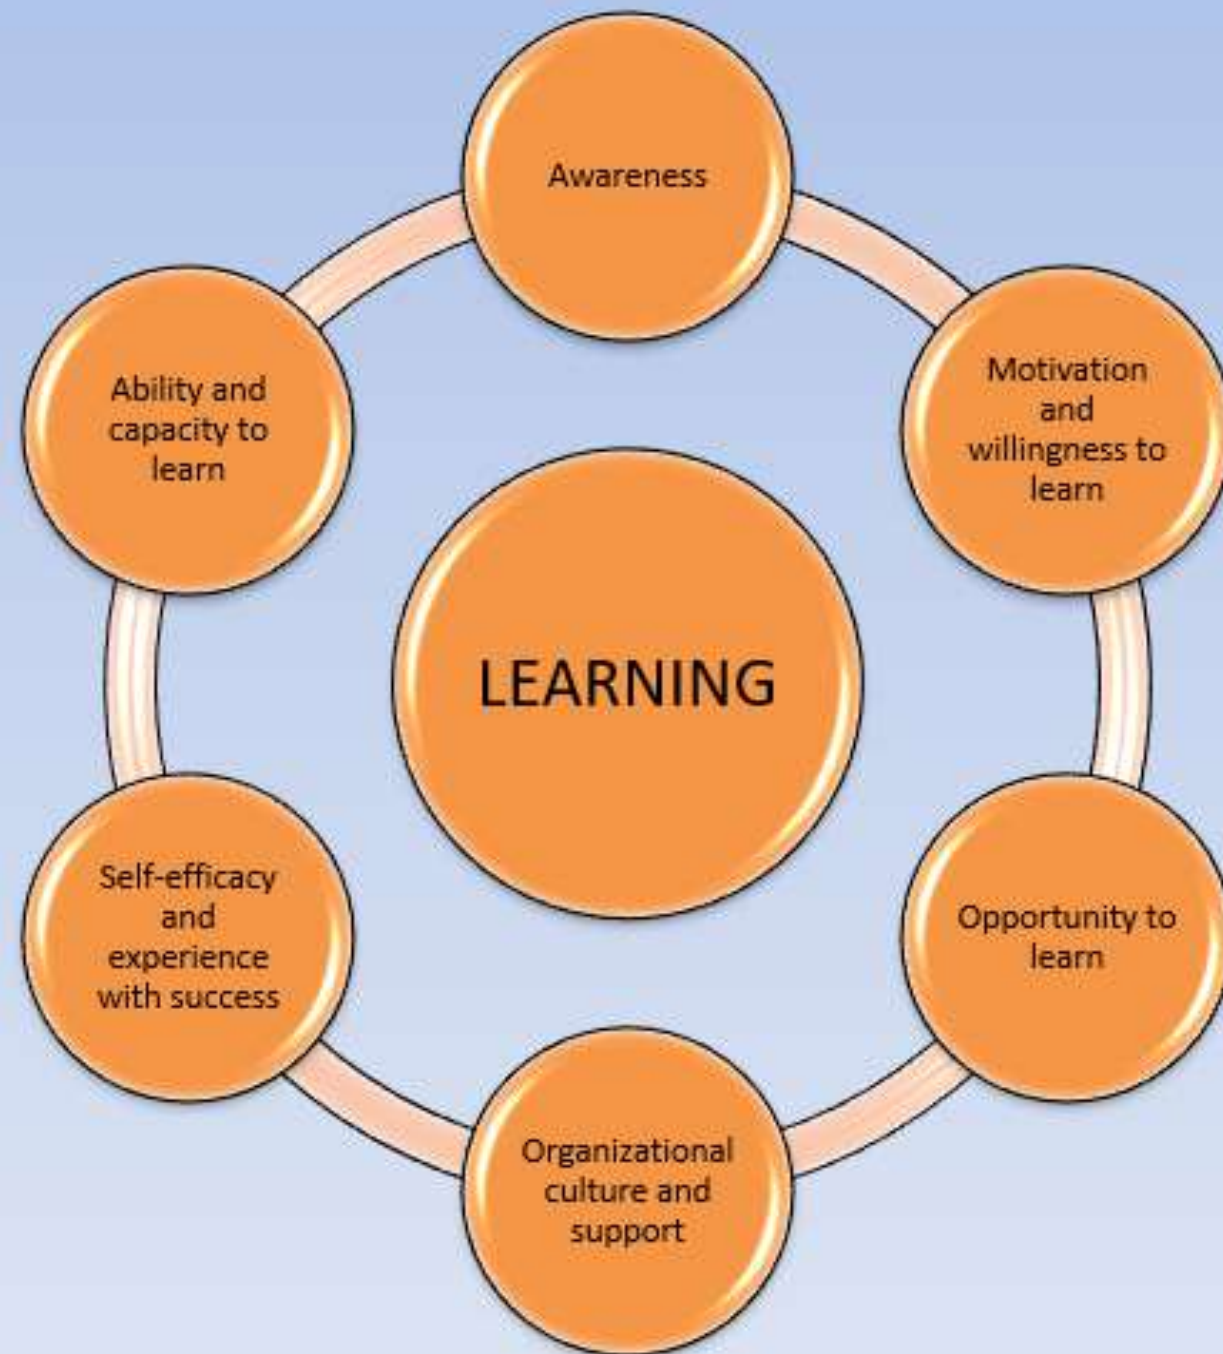 Awareness
Motivation
and
willingness to
learn
Opportunity to
learn
Organizational
culture and
support
Self-efficacy
and
experience
with success
Ability and
capacity to
learn
LEARNING